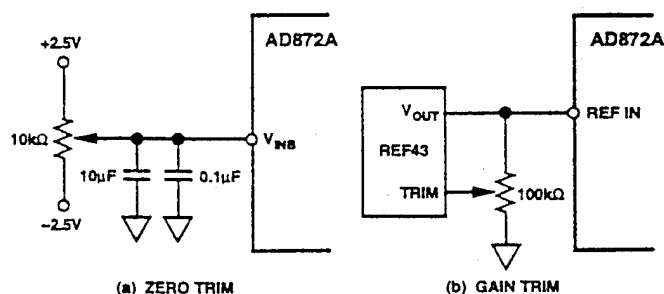 +2.5V
10kΩ
10µF
0.1µF
–2.5V
AD872A
V_INB
(a) ZERO TRIM
AD872A
V_OUT
REF43
TRIM
REF IN
100kΩ
(b) GAIN TRIM